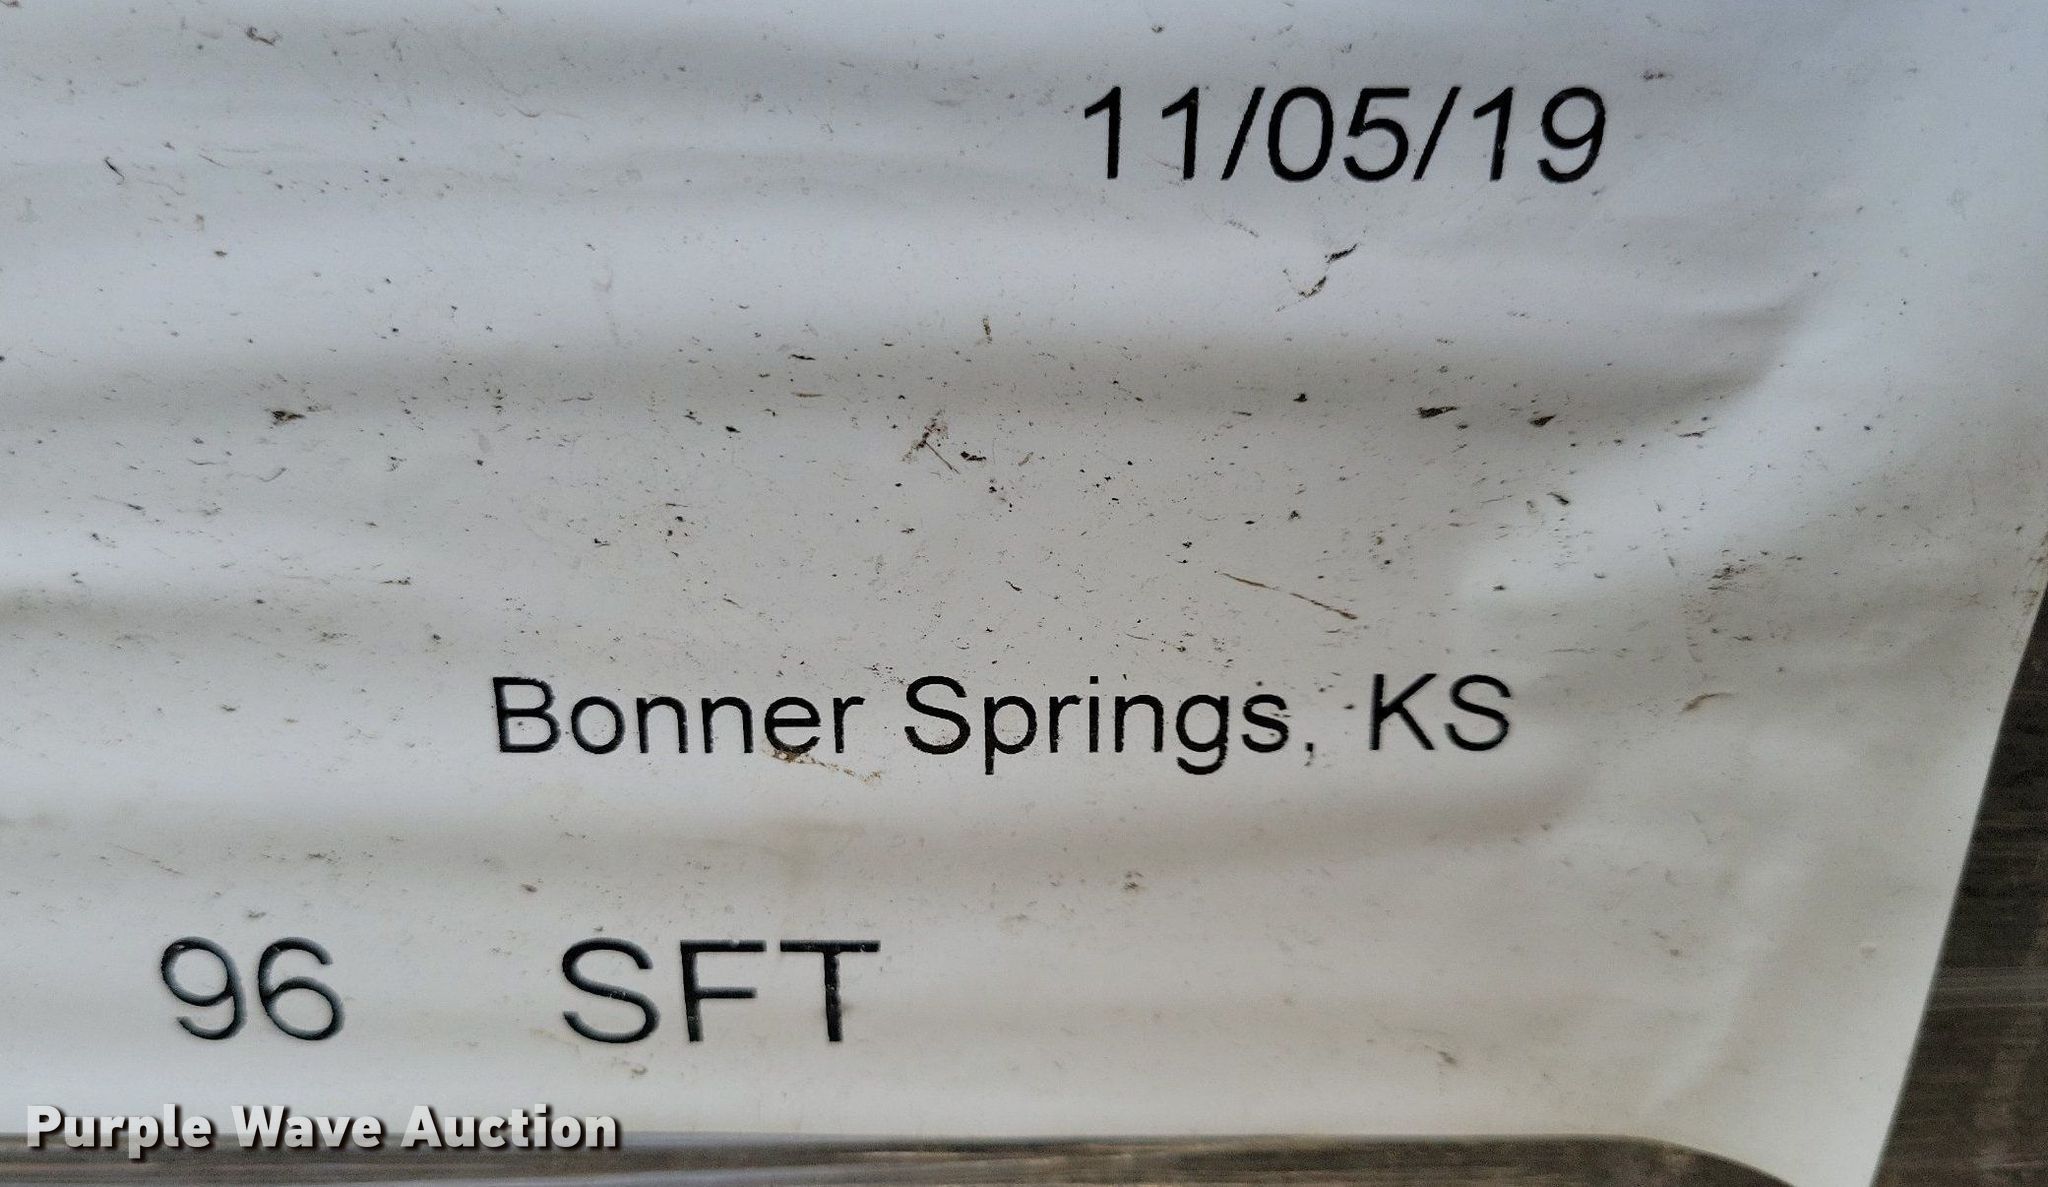 11/05/19
Bonner Springs, KS
96 SFT
Purple Wave Auction